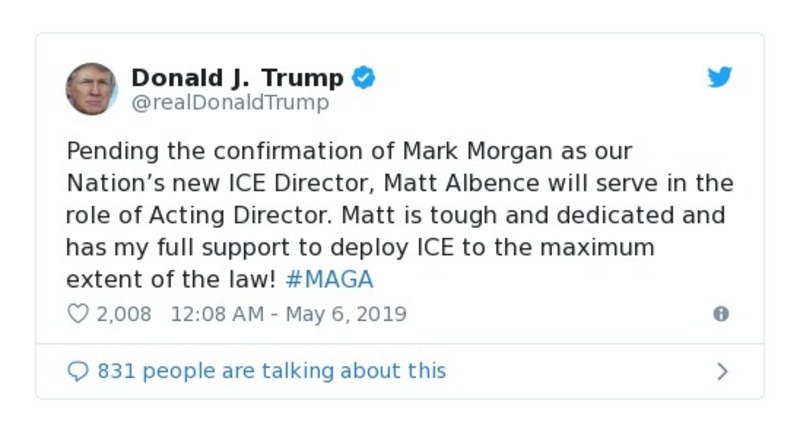 Donald J. Trump
@realDonaldTrump
Pending the confirmation of Mark Morgan as our
Nation’s new ICE Director, Matt Albence will serve in the
role of Acting Director. Matt is tough and dedicated and
has my full support to deploy ICE to the maximum
extent of the law! #MAGA
2,008 12:08 AM - May 6, 2019
831 people are talking about this